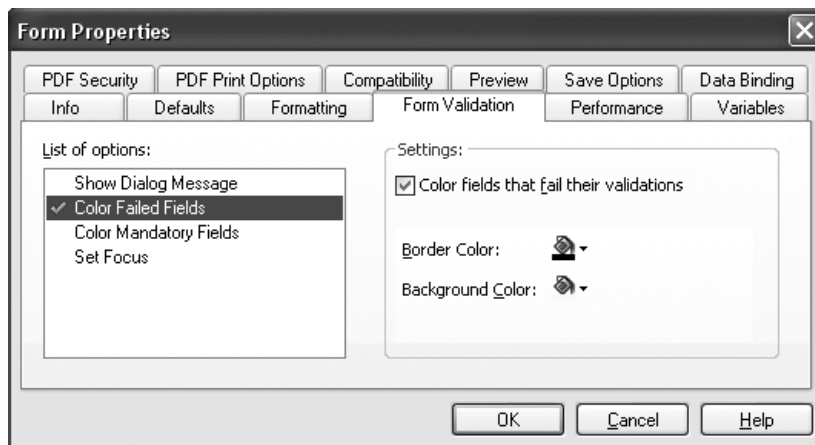 Form Properties
PDF Security PDF Print Options Compatibility Preview Save Options Data Binding
Info Defaults Formatting Form Validation Performance Variables
List of options:
Show Dialog Message
Color Failed Fields
Color Mandatory Fields
Set Focus
Settings:
Color fields that fail their validations
Border Color:
Background Color:
OK Cancel Help